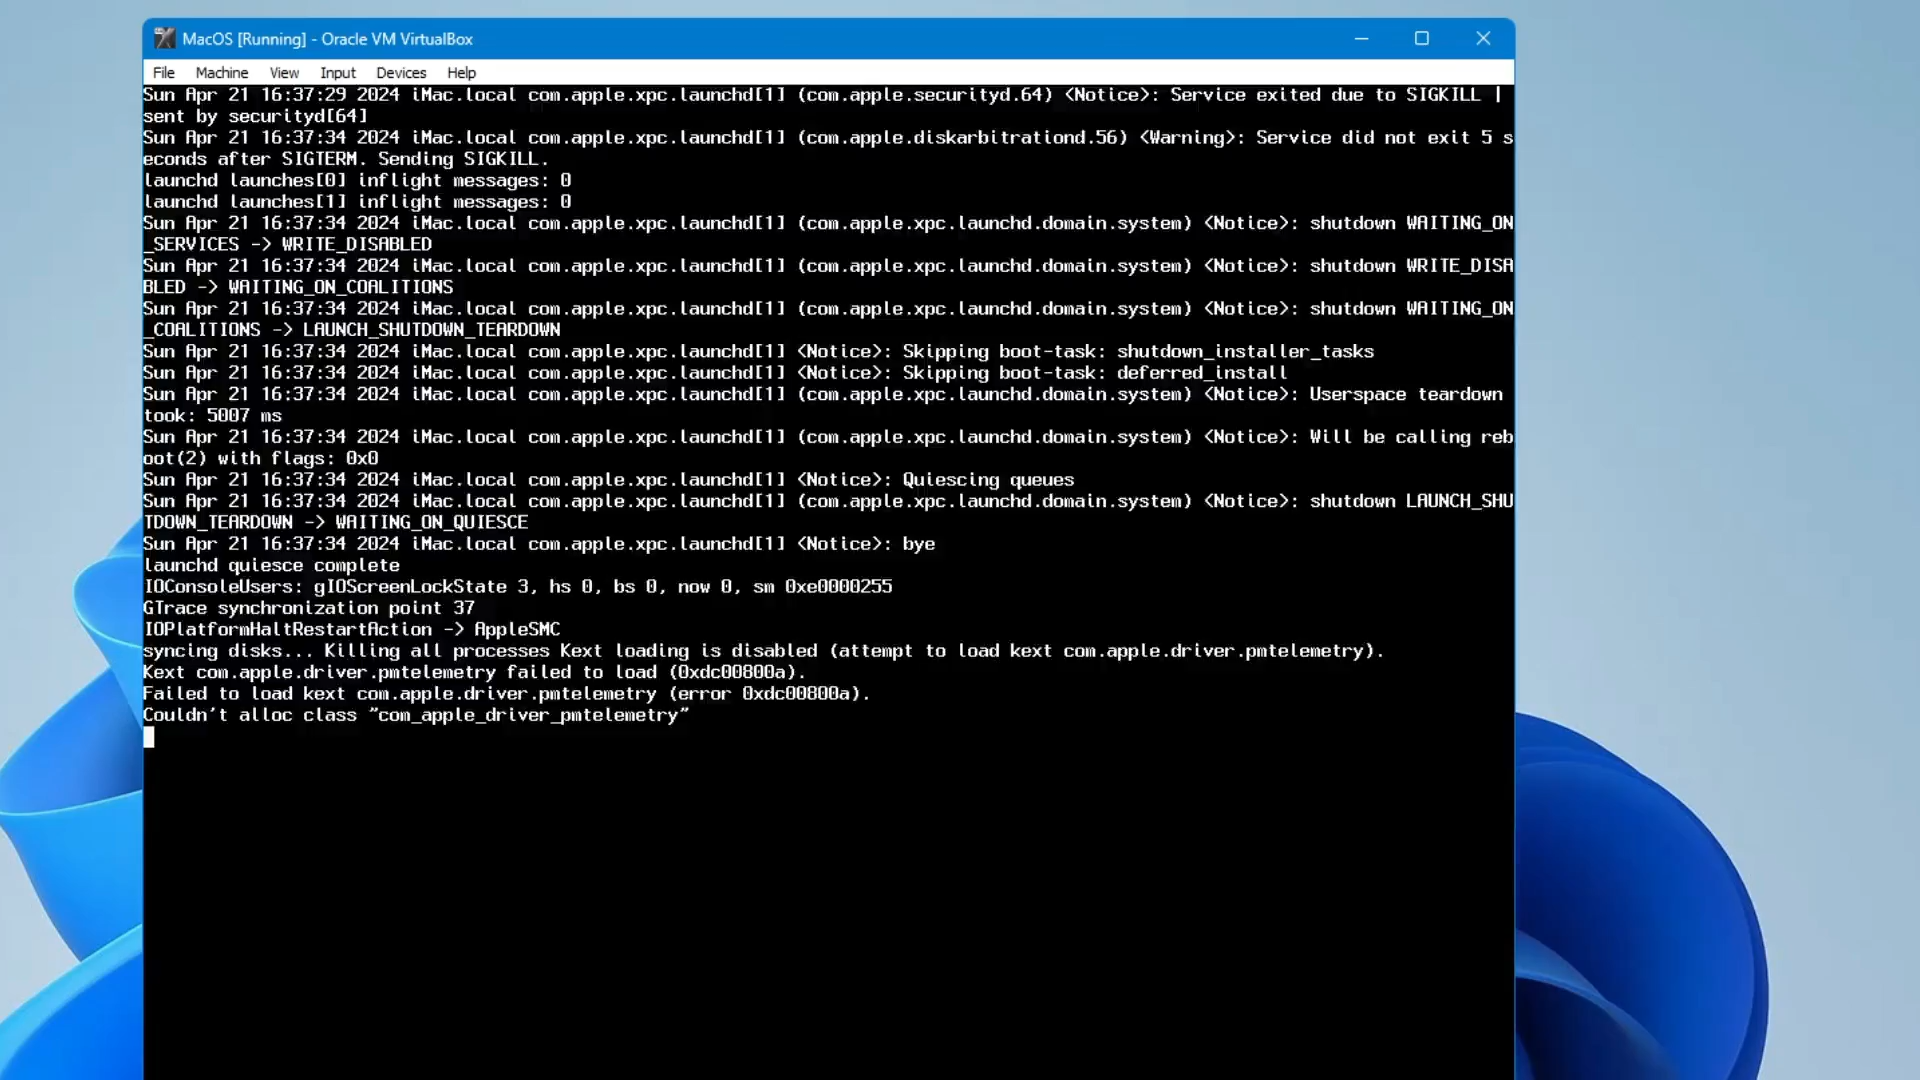 MacOS [Running] - Oracle VM VirtualBox
File Machine View Input Devices Help
Sun Apr 21 16:37:29 2024 iMac.local com.apple.xpc.launchd[1] (com.apple.securityd.64) <Notice>: Service exited due to SIGKILL |
sent by securityd[64]
Sun Apr 21 16:37:34 2024 iMac.local com.apple.xpc.launchd[1] (com.apple.diskarbitrationd.56) <Warning>: Service did not exit 5 s
econds after SIGTERM. Sending SIGKILL.
launchd launches[0] inflight messages: 0
launchd launches[1] inflight messages: 0
Sun Apr 21 16:37:34 2024 iMac.local com.apple.xpc.launchd[1] (com.apple.xpc.launchd.domain.system) <Notice>: shutdown WAITING_ON
_SERVICES -> WRITE_DISABLED
Sun Apr 21 16:37:34 2024 iMac.local com.apple.xpc.launchd[1] (com.apple.xpc.launchd.domain.system) <Notice>: shutdown WRITE_DISA
BLED -> WAITING_ON_COALITIONS
Sun Apr 21 16:37:34 2024 iMac.local com.apple.xpc.launchd[1] (com.apple.xpc.launchd.domain.system) <Notice>: shutdown WAITING_ON
_COALITIONS -> LAUNCH_SHUTDOWN_TEARDOWN
Sun Apr 21 16:37:34 2024 iMac.local com.apple.xpc.launchd[1] <Notice>: Skipping boot-task: shutdown_installer_tasks
Sun Apr 21 16:37:34 2024 iMac.local com.apple.xpc.launchd[1] <Notice>: Skipping boot-task: deferred_install
Sun Apr 21 16:37:34 2024 iMac.local com.apple.xpc.launchd[1] (com.apple.xpc.launchd.domain.system) <Notice>: Userspace teardown
took: 5007 ms
Sun Apr 21 16:37:34 2024 iMac.local com.apple.xpc.launchd[1] (com.apple.xpc.launchd.domain.system) <Notice>: Will be calling reb
oot(2) with flags: 0x0
Sun Apr 21 16:37:34 2024 iMac.local com.apple.xpc.launchd[1] <Notice>: Quiescing queues
Sun Apr 21 16:37:34 2024 iMac.local com.apple.xpc.launchd[1] (com.apple.xpc.launchd.domain.system) <Notice>: shutdown LAUNCH_SHU
TDOWN_TEARDOWN -> WAITING_ON_QUIESCE
Sun Apr 21 16:37:34 2024 iMac.local com.apple.xpc.launchd[1] <Notice>: bye
launchd quiesce complete
IOConsoleUsers: gIOScreenLockState 3, hs 0, bs 0, now 0, sm 0xe0000255
GTrace synchronization point 37
IOPlatformHaltRestartAction -> AppleSMC
syncing disks... Killing all processes Kext loading is disabled (attempt to load kext com.apple.driver.pmtelemetry).
Kext com.apple.driver.pmtelemetry failed to load (0xdc00800a).
Failed to load kext com.apple.driver.pmtelemetry (error 0xdc00800a).
Couldn't alloc class "com_apple_driver_pmtelemetry"